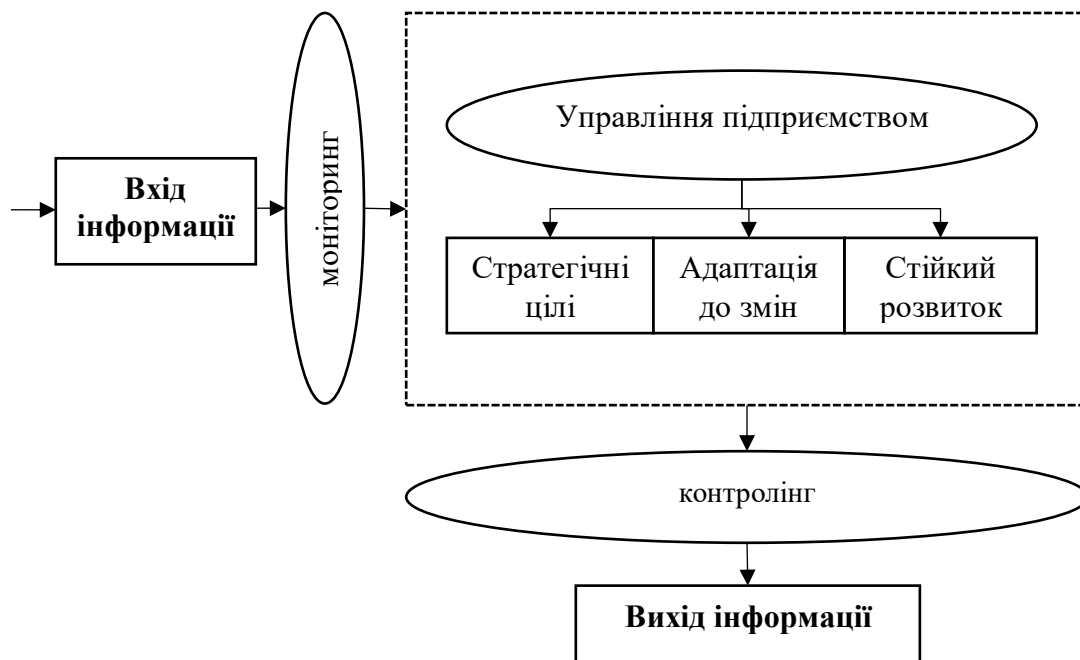 Управління підприємством
Вхід
інформації
моніторинг
Стратегічні
цілі
Адаптація
до змін
Стійкий
розвиток
контролінг
Вихід інформації